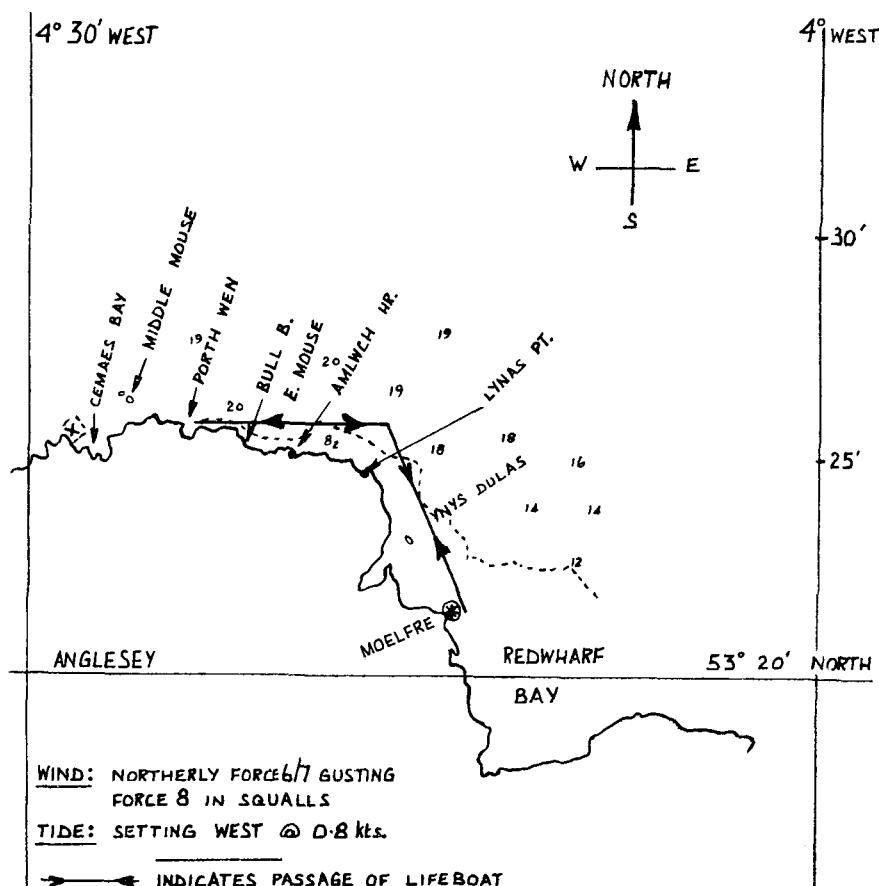 4° 30' WEST
4° WEST
NORTH
W E
S
30'
CEMAES BAY
MIDDLE MOUSE
19
PORTH WEN
BULL B.
E. MOUSE
20
AMLWCH HR.
19
LYNAS PT.
19
20
8₂
18
18
16
25'
14
14
YNYS DULAS
12
MOELFRE
ANGLESEY
REDWHARF
BAY
53° 20' NORTH
WIND: NORTHERLY FORCE 6/7 GUSTING
FORCE 8 IN SQUALLS
TIDE: SETTING WEST @ 0·8 kts.
INDICATES PASSAGE OF LIFEBOAT